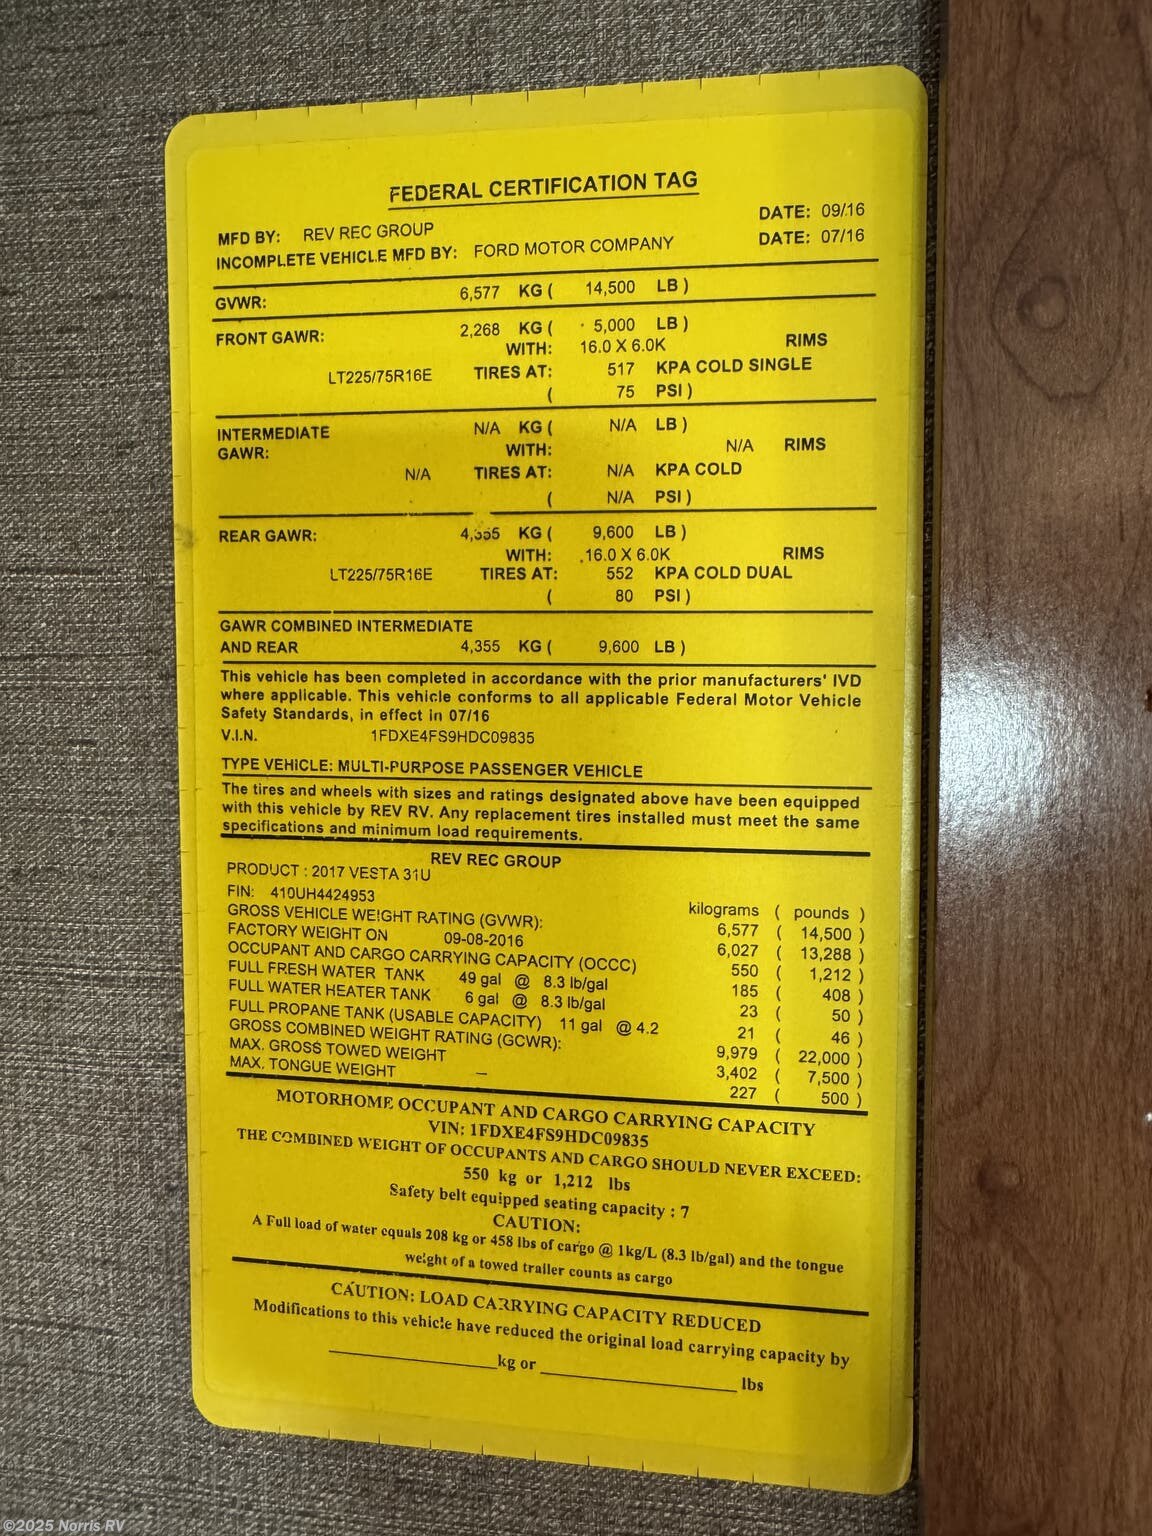 FEDERAL CERTIFICATION TAG
MFD BY: REV REC GROUP DATE: 09/16
INCOMPLETE VEHICLE MFD BY: FORD MOTOR COMPANY DATE: 07/16
GVWR: 6,577 KG ( 14,500 LB )
FRONT GAWR: 2,268 KG ( 5,000 LB )
WITH: 16.0 X 6.0K RIMS
LT225/75R16E TIRES AT: 517 KPA COLD SINGLE
( 75 PSI )
INTERMEDIATE N/A KG ( N/A LB )
GAWR: WITH: N/A RIMS
N/A TIRES AT: N/A KPA COLD
( N/A PSI )
REAR GAWR: 4,355 KG ( 9,600 LB )
WITH: 16.0 X 6.0K RIMS
LT225/75R16E TIRES AT: 552 KPA COLD DUAL
( 80 PSI )
GAWR COMBINED INTERMEDIATE
AND REAR 4,355 KG ( 9,600 LB )
This vehicle has been completed in accordance with the prior manufacturers' IVD
where applicable. This vehicle conforms to all applicable Federal Motor Vehicle
Safety Standards, in effect in 07/16
V.I.N. 1FDXE4FS9HDC09835
TYPE VEHICLE: MULTI-PURPOSE PASSENGER VEHICLE
The tires and wheels with sizes and ratings designated above have been equipped
with this vehicle by REV RV. Any replacement tires installed must meet the same
specifications and minimum load requirements.
REV REC GROUP
PRODUCT : 2017 VESTA 31U
FIN: 410UH4424953 kilograms ( pounds )
GROSS VEHICLE WEIGHT RATING (GVWR): 6,577 ( 14,500 )
FACTORY WEIGHT ON 09-08-2016 6,027 ( 13,288 )
OCCUPANT AND CARGO CARRYING CAPACITY (OCCC) 550 ( 1,212 )
FULL FRESH WATER TANK 49 gal @ 8.3 lb/gal 185 ( 408 )
FULL WATER HEATER TANK 6 gal @ 8.3 lb/gal 23 ( 50 )
FULL PROPANE TANK (USABLE CAPACITY) 11 gal @ 4.2 21 ( 46 )
GROSS COMBINED WEIGHT RATING (GCWR): 9,979 ( 22,000 )
MAX. GROSS TOWED WEIGHT 3,402 ( 7,500 )
MAX. TONGUE WEIGHT 227 ( 500 )
MOTORHOME OCCUPANT AND CARGO CARRYING CAPACITY
VIN: 1FDXE4FS9HDC09835
THE COMBINED WEIGHT OF OCCUPANTS AND CARGO SHOULD NEVER EXCEED:
550 kg or 1,212 lbs
Safety belt equipped seating capacity : 7
CAUTION:
A Full load of water equals 208 kg or 458 lbs of cargo @ 1kg/L (8.3 lb/gal) and the tongue
weight of a towed trailer counts as cargo
CAUTION: LOAD CARRYING CAPACITY REDUCED
Modifications to this vehicle have reduced the original load carrying capacity by
kg or lbs
©2025 Norris RV